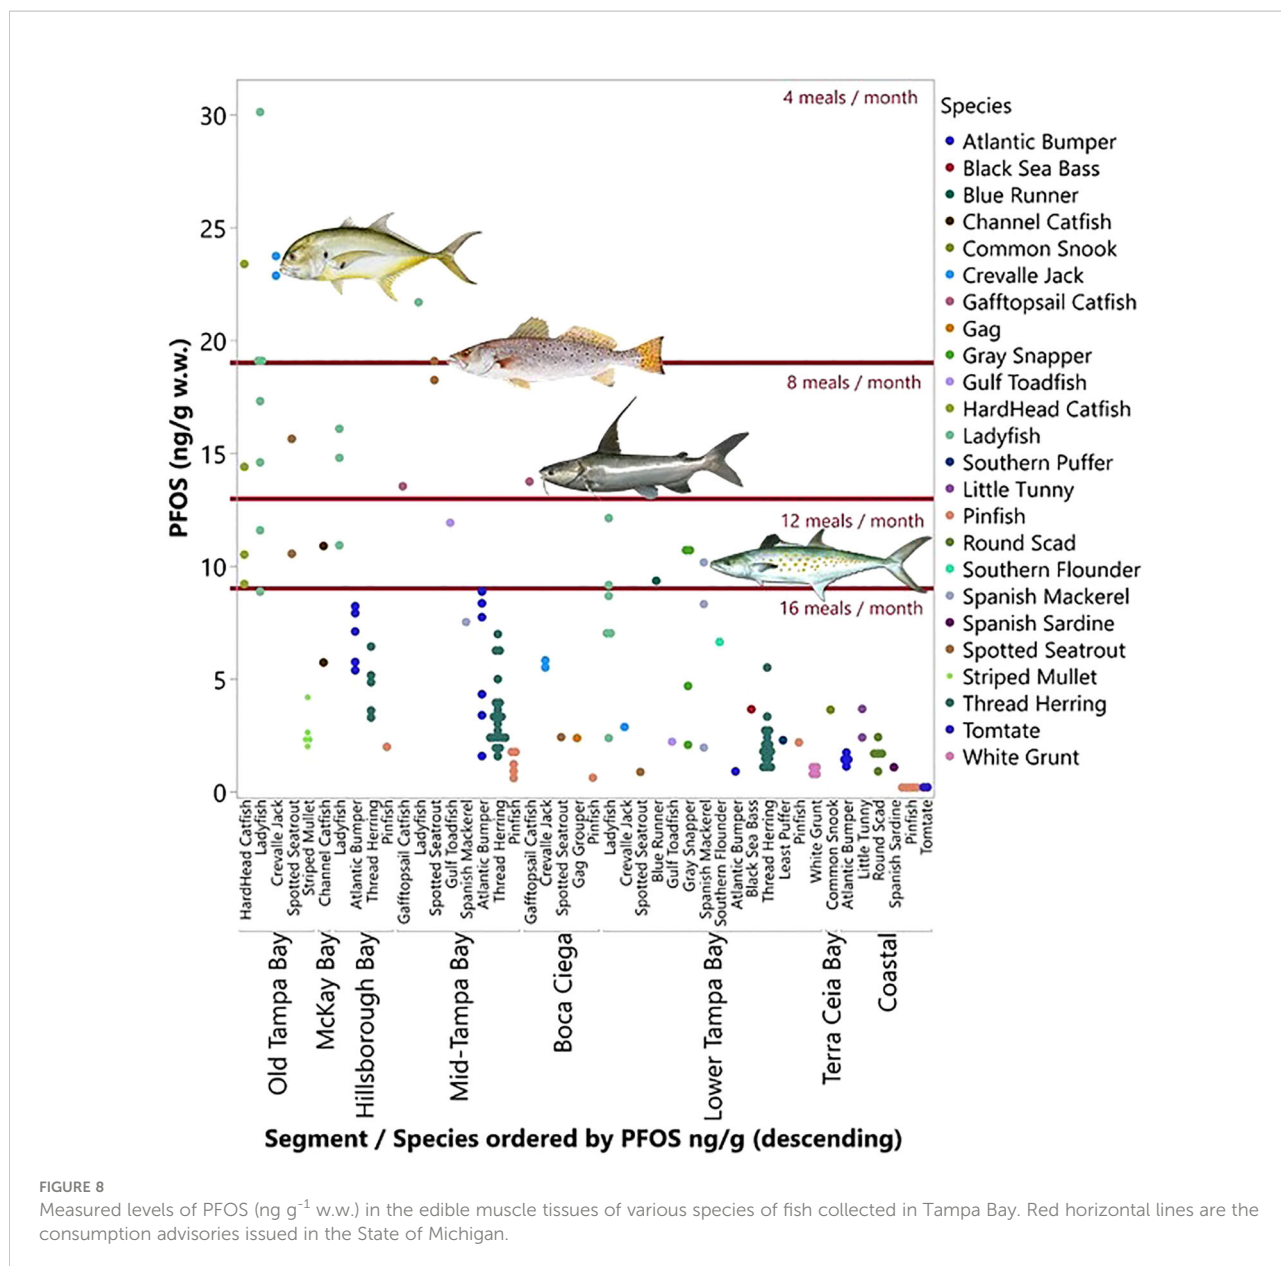 4 meals / month
30
25
20
15
10
5
0
PFOS (ng/g w.w.)
8 meals / month
12 meals / month
16 meals / month
Species
Atlantic Bumper
Black Sea Bass
Blue Runner
Channel Catfish
Common Snook
Crevalle Jack
Gafftopsail Catfish
Gag
Gray Snapper
Gulf Toadfish
HardHead Catfish
Ladyfish
Southern Puffer
Little Tunny
Pinfish
Round Scad
Southern Flounder
Spanish Mackerel
Spanish Sardine
Spotted Seatrout
Striped Mullet
Thread Herring
Tomtate
White Grunt
HardHead Catfish
Ladyfish
Crevalle Jack
Spotted Seatrout
Striped Mullet
Channel Catfish
Ladyfish
Atlantic Bumper
Thread Herring
Pinfish
Gafftopsail Catfish
Ladyfish
Spotted Seatrout
Gulf Toadfish
Spanish Mackerel
Atlantic Bumper
Thread Herring
Pinfish
Gafftopsail Catfish
Crevalle Jack
Spotted Seatrout
Gag Grouper
Pinfish
Ladyfish
Crevalle Jack
Spotted Seatrout
Blue Runner
Gulf Toadfish
Gray Snapper
Spanish Mackerel
Southern Flounder
Atlantic Bumper
Black Sea Bass
Thread Herring
Least Puffer
Pinfish
White Grunt
Common Snook
Atlantic Bumper
Little Tunny
Round Scad
Spanish Sardine
Pinfish
Tomtate
Old Tampa Bay
McKay Bay
Hillsborough Bay
Mid-Tampa Bay
Boca Ciega
Lower Tampa Bay
Terra Ceia Bay
Coastal
Segment / Species ordered by PFOS ng/g (descending)
FIGURE 8
Measured levels of PFOS (ng g⁻¹ w.w.) in the edible muscle tissues of various species of fish collected in Tampa Bay. Red horizontal lines are the
consumption advisories issued in the State of Michigan.